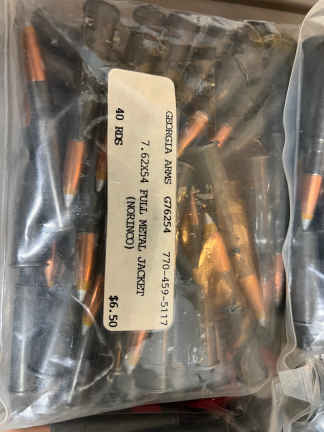 GEORGIA ARMS G76254 770-459-5117
7.62X54 FULL METAL JACKET
(NORINCO)
40 RDS $6.50